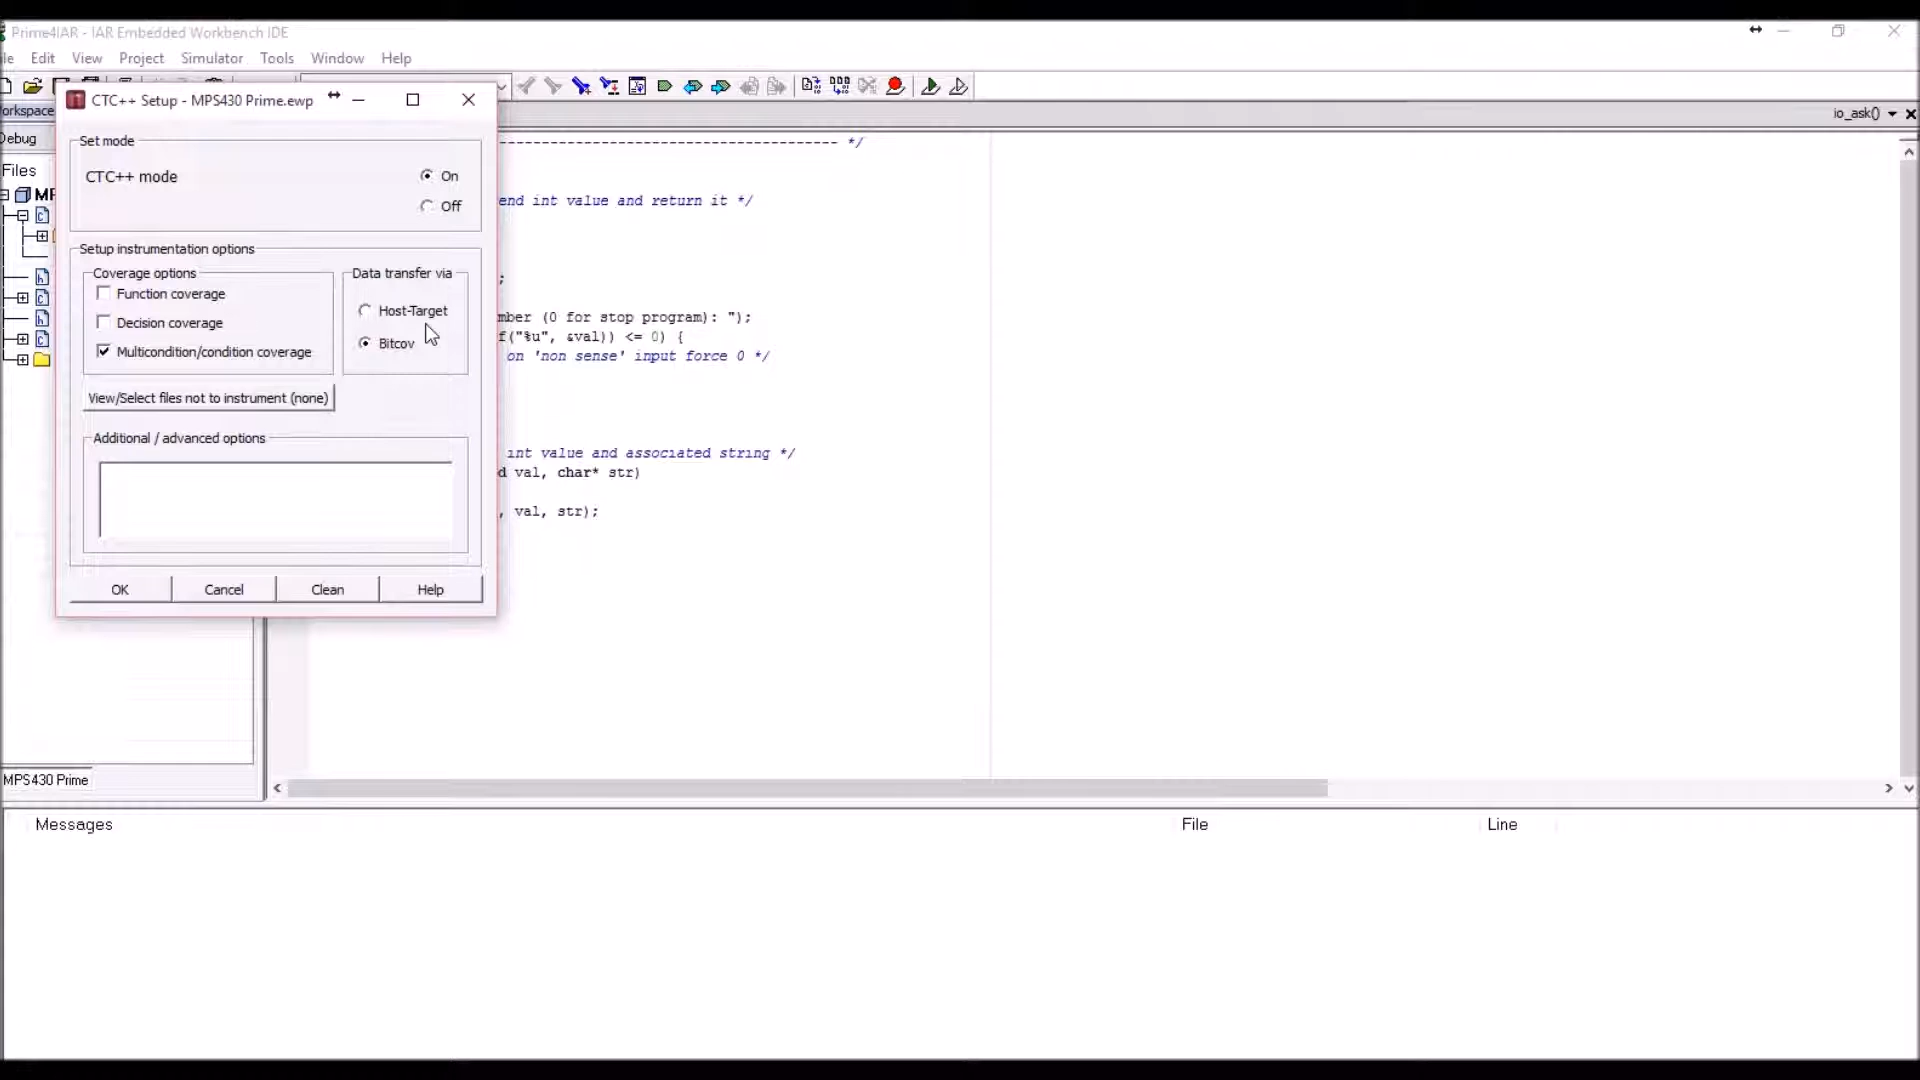 Prime4IAR - IAR Embedded Workbench IDE
Edit View Project Simulator Tools Window Help
CTC++ Setup - MPS430 Prime.ewp
io_ask()
Debug
Files
Set mode
CTC++ mode
On
Off
Setup instrumentation options
Coverage options
Function coverage
Decision coverage
Multicondition/condition coverage
Data transfer via
Host-Target
Bitcov
View/Select files not to instrument (none)
Additional / advanced options
OK Cancel Clean Help
---------------------------------------- */
end int value and return it */
;
mber (0 for stop program): ");
f("%u", &val)) <= 0) {
on 'non sense' input force 0 */
int value and associated string */
d val, char* str)
, val, str);
MPS430 Prime
Messages File Line